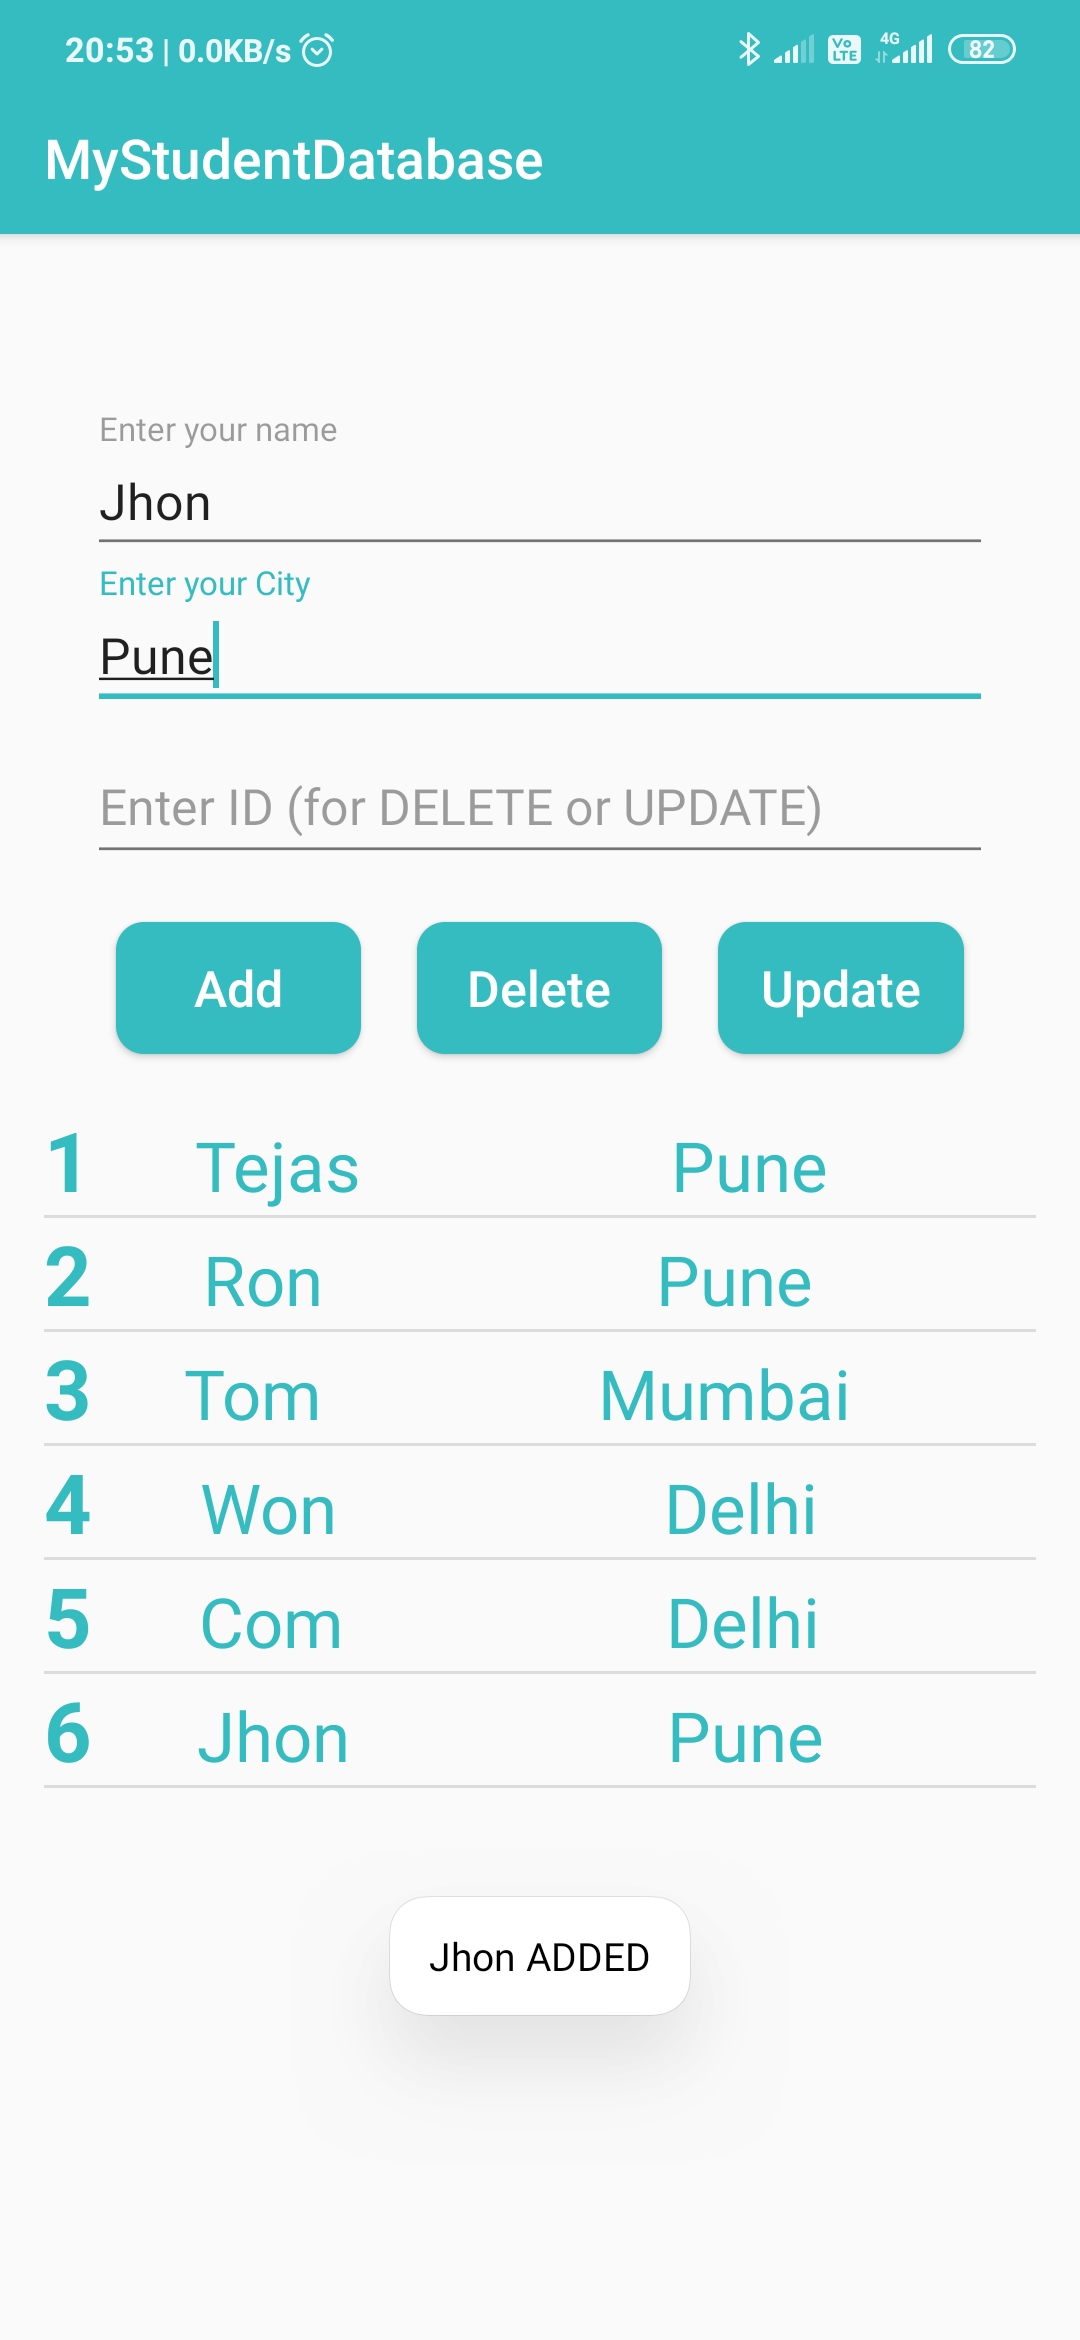 20:53 | 0.0KB/s Vo LTE 4G 82
MyStudentDatabase
Enter your name
Jhon
Enter your City
Pune
Enter ID (for DELETE or UPDATE)
Add Delete Update
1 Tejas Pune
2 Ron Pune
3 Tom Mumbai
4 Won Delhi
5 Com Delhi
6 Jhon Pune
Jhon ADDED